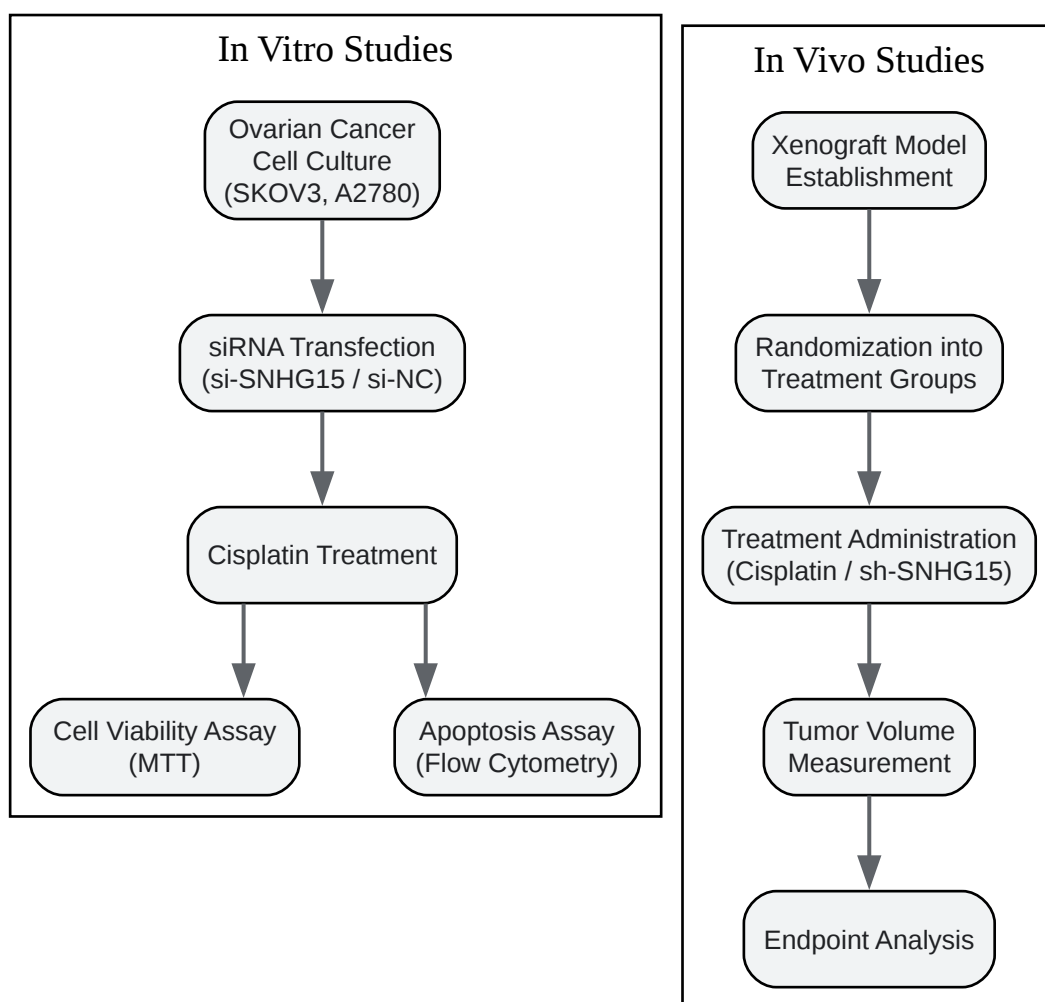 In Vitro Studies
Ovarian Cancer
Cell Culture
(SKOV3, A2780)
siRNA Transfection
(si-SNHG15 / si-NC)
Cisplatin Treatment
Cell Viability Assay
(MTT)
Apoptosis Assay
(Flow Cytometry)
In Vivo Studies
Xenograft Model
Establishment
Randomization into
Treatment Groups
Treatment Administration
(Cisplatin / sh-SNHG15)
Tumor Volume
Measurement
Endpoint Analysis